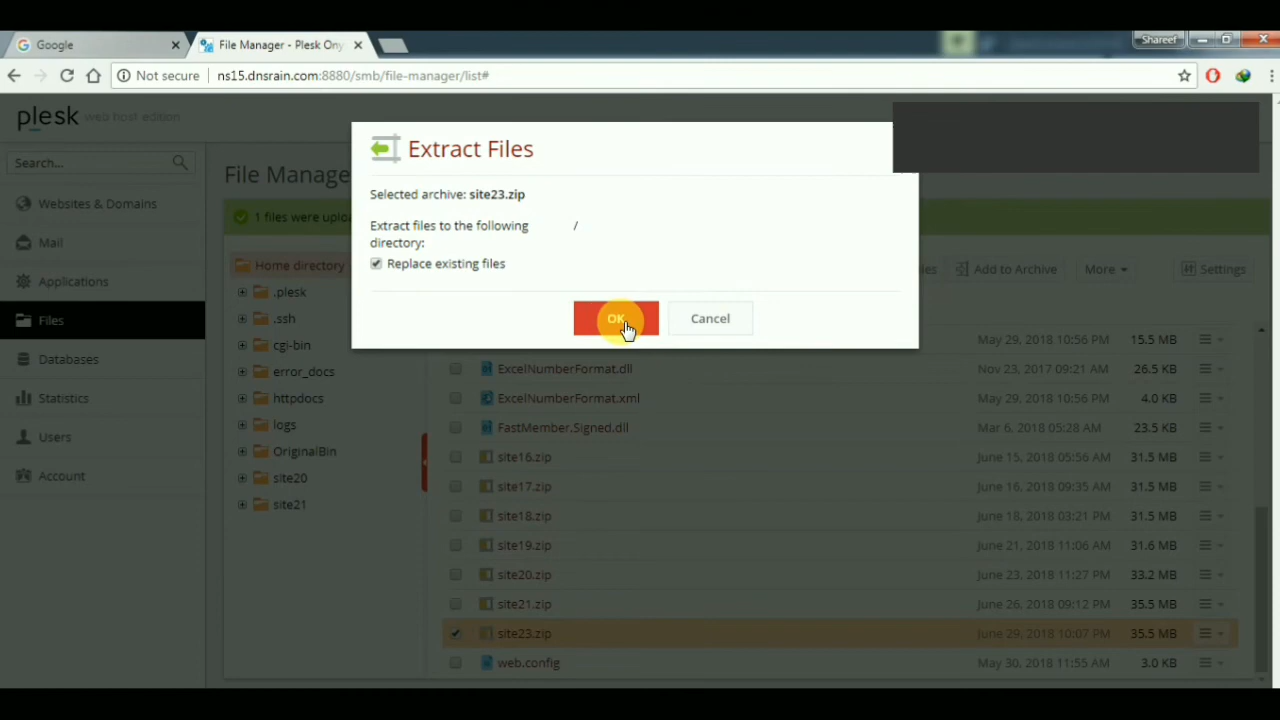 Google
File Manager - Plesk Ony
Shareef
Not secure
ns15.dnsrain.com:8880/smb/file-manager/list#
plesk web host edition
Search...
Websites & Domains
Mail
Applications
Files
Databases
Statistics
Users
Account
File Manage
1 files were uplo
Home directory
.plesk
.ssh
cgi-bin
error_docs
httpdocs
logs
OriginalBin
site20
site21
Extract Files
Selected archive: site23.zip
Extract files to the following /
directory:
Replace existing files
OK
Cancel
les
Add to Archive
More
Settings
May 29, 2018 10:56 PM 15.5 MB
ExcelNumberFormat.dll Nov 23, 2017 09:21 AM 26.5 KB
ExcelNumberFormat.xml May 29, 2018 10:56 PM 4.0 KB
FastMember.Signed.dll Mar 6, 2018 05:28 AM 23.5 KB
site16.zip June 15, 2018 05:56 AM 31.5 MB
site17.zip June 16, 2018 09:35 AM 31.5 MB
site18.zip June 18, 2018 03:21 PM 31.5 MB
site19.zip June 21, 2018 11:06 AM 31.6 MB
site20.zip June 23, 2018 11:27 PM 33.2 MB
site21.zip June 26, 2018 09:12 PM 35.5 MB
site23.zip June 29, 2018 10:07 PM 35.5 MB
web.config May 30, 2018 11:55 AM 3.0 KB